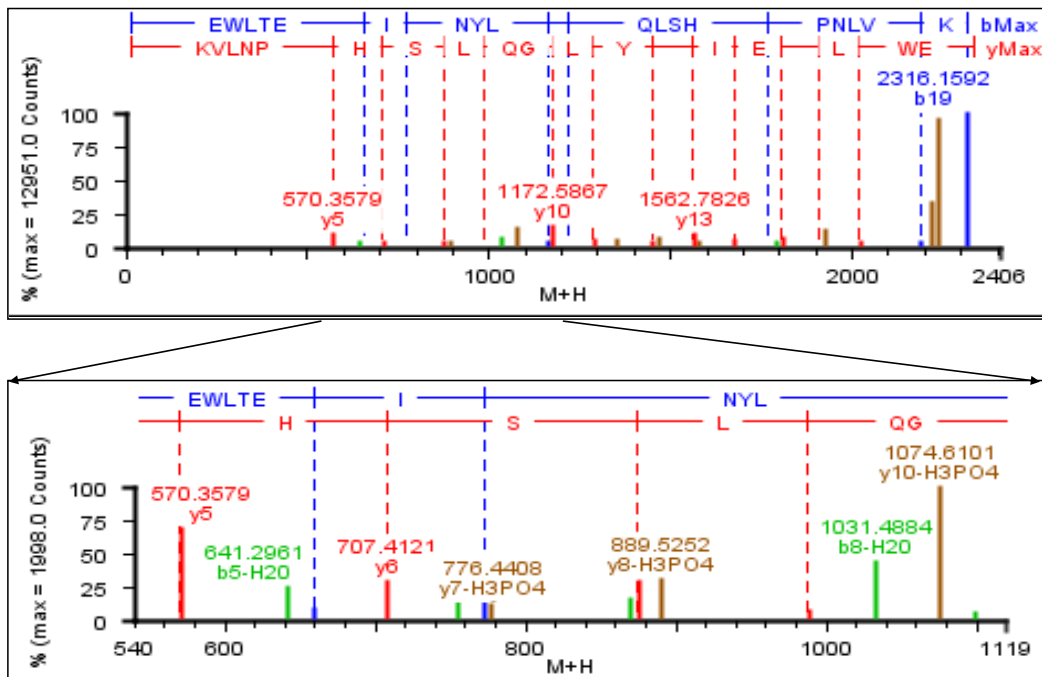 EWLTE I NYL QLSH PNLV K bMax
KVLNP H S L QG L Y I E L WE yMax
2316.1592
b19
% (max = 12951.0 Counts)
100
75
50
25
0
570.3579
y5
1172.5867
y10
1562.7826
y13
0 1000 2000 2406
M+H
EWLTE I NYL
H S L QG
% (max = 1998.0 Counts)
100
75
50
25
0
570.3579
y5
641.2961
b5-H20
707.4121
y6
776.4408
y7-H3PO4
889.5252
y8-H3PO4
1031.4884
b8-H20
1074.6101
y10-H3PO4
540 600 800 1000 1119
M+H